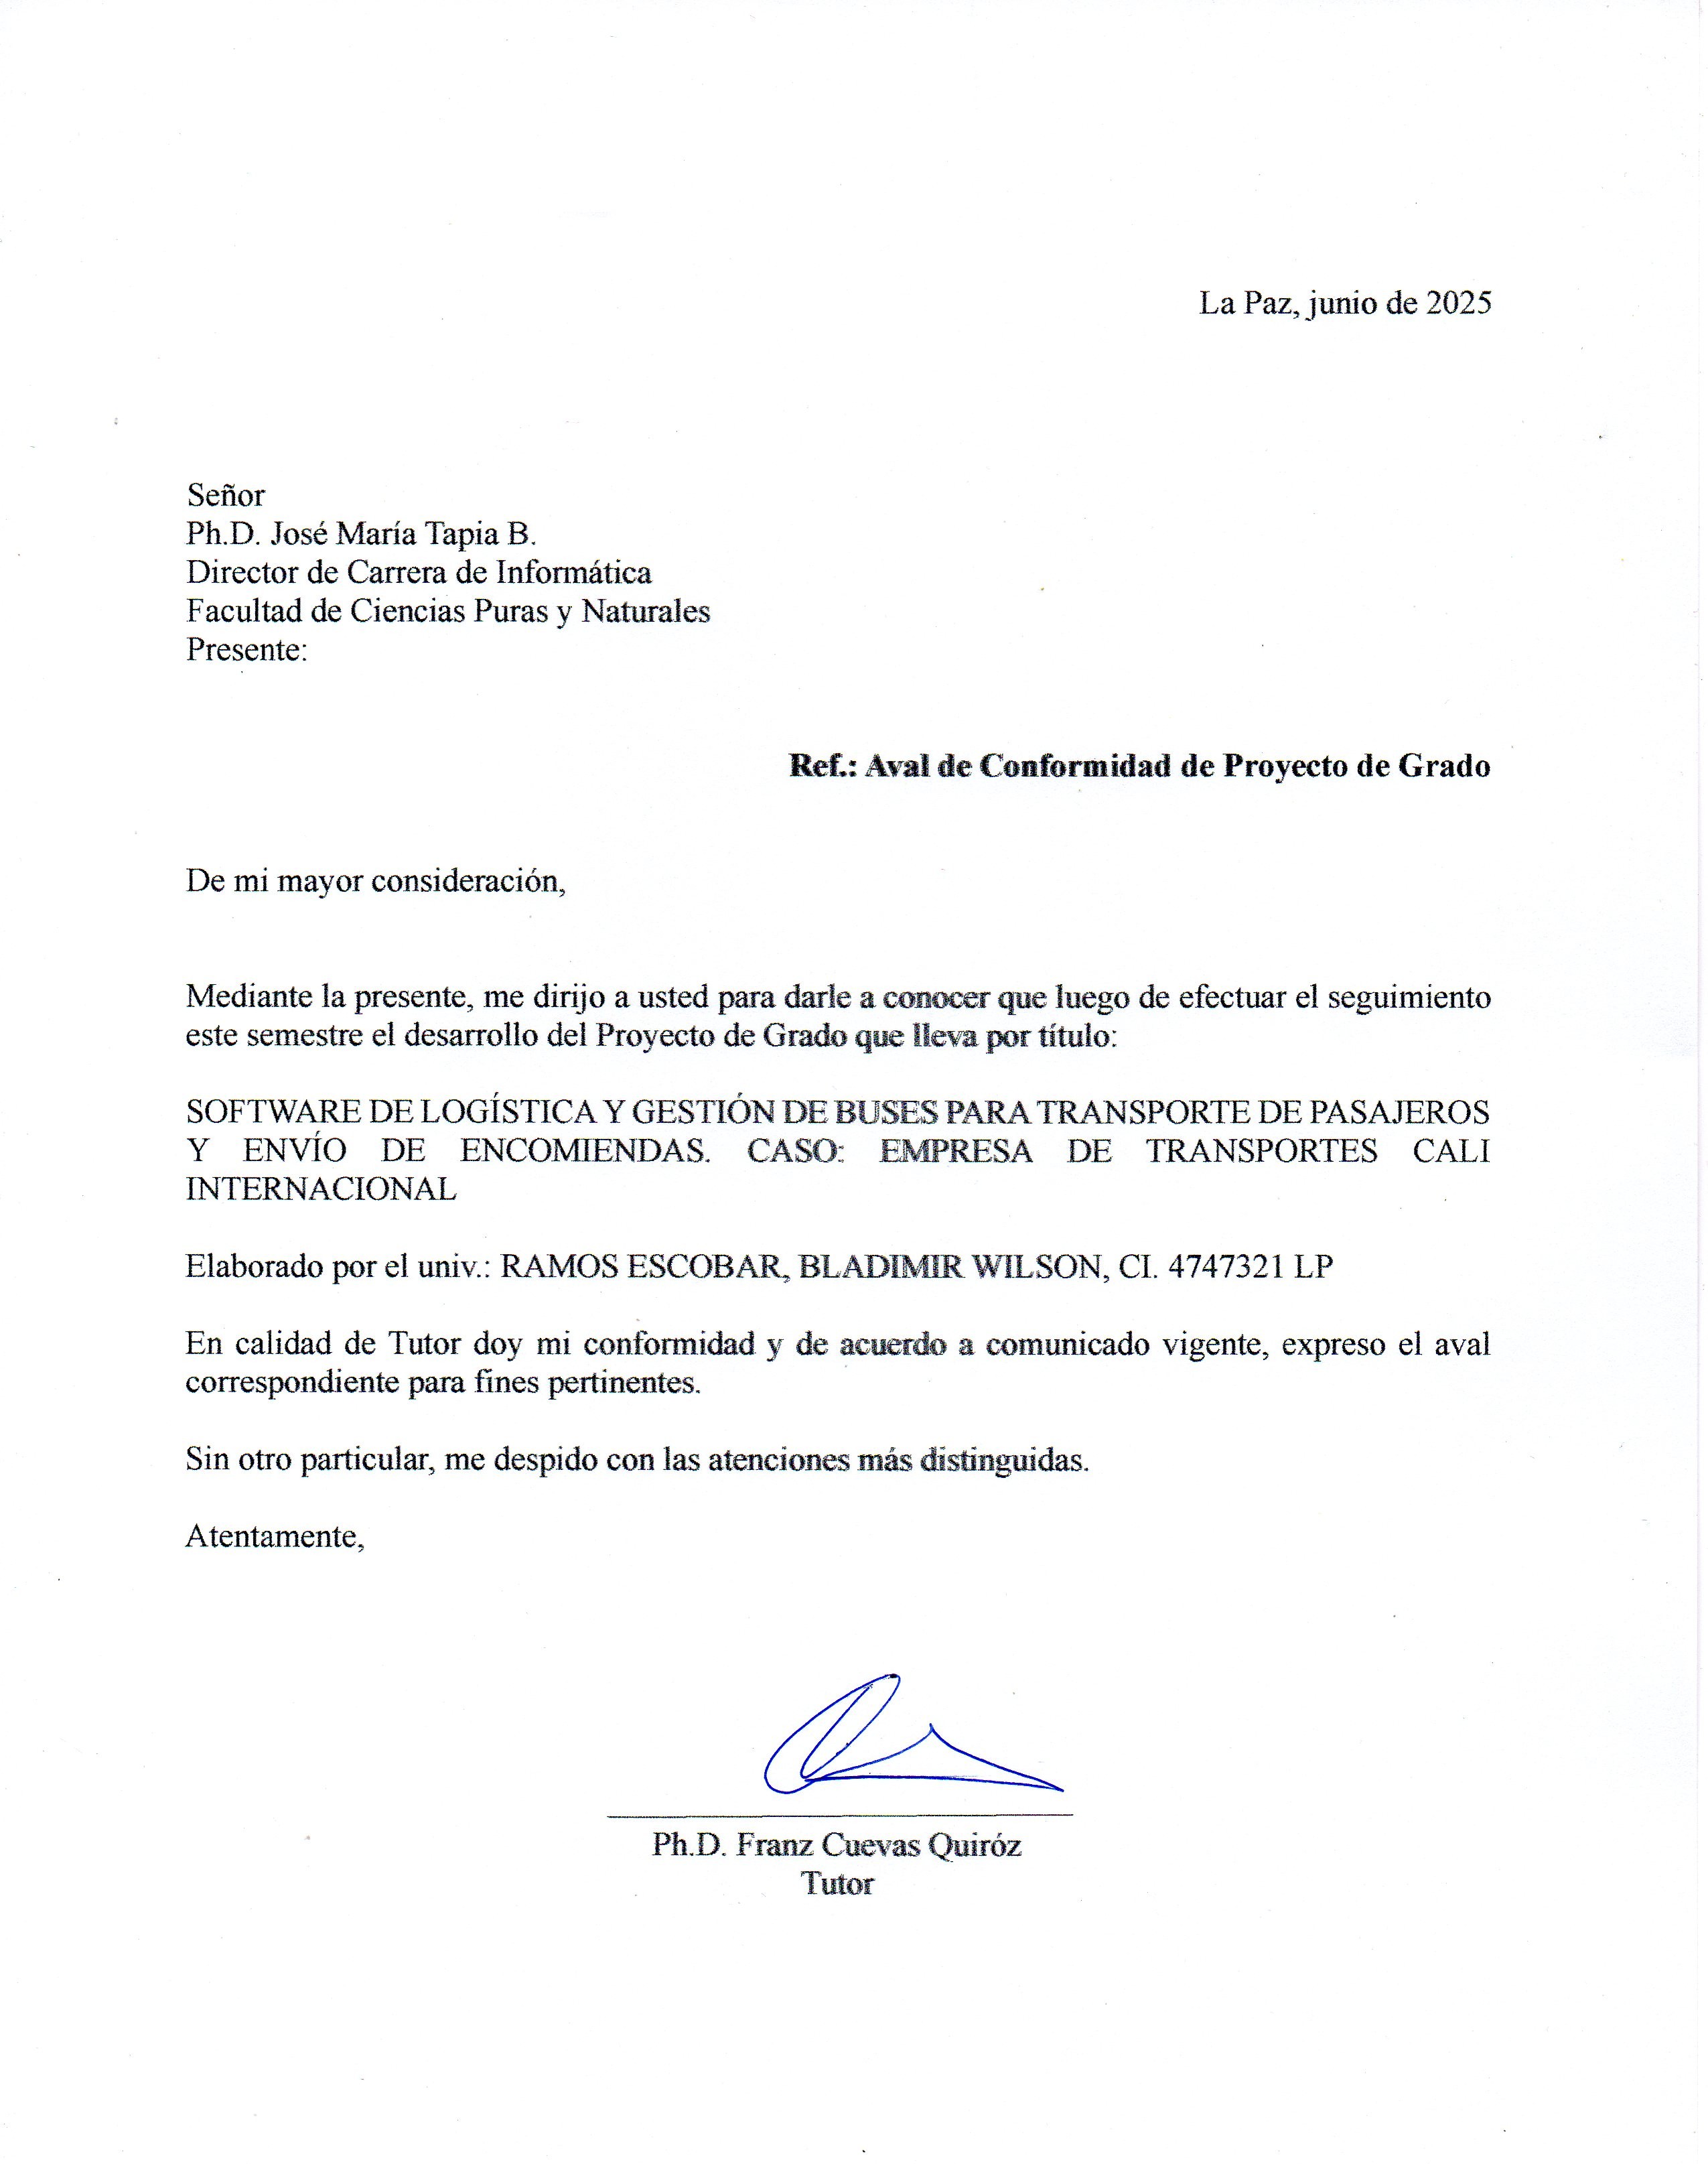 La Paz, junio de 2025
Señor
Ph.D. José María Tapia B.
Director de Carrera de Informática
Facultad de Ciencias Puras y Naturales
Presente:
Ref.: Aval de Conformidad de Proyecto de Grado
De mi mayor consideración,
Mediante la presente, me dirijo a usted para darle a conocer que luego de efectuar el seguimiento
este semestre el desarrollo del Proyecto de Grado que lleva por título:
SOFTWARE DE LOGÍSTICA Y GESTIÓN DE BUSES PARA TRANSPORTE DE PASAJEROS
Y ENVÍO DE ENCOMIENDAS. CASO: EMPRESA DE TRANSPORTES CALI
INTERNACIONAL
Elaborado por el univ.: RAMOS ESCOBAR, BLADIMIR WILSON, CI. 4747321 LP
En calidad de Tutor doy mi conformidad y de acuerdo a comunicado vigente, expreso el aval
correspondiente para fines pertinentes.
Sin otro particular, me despido con las atenciones más distinguidas.
Atentamente,
Ph.D. Franz Cuevas Quiróz
Tutor